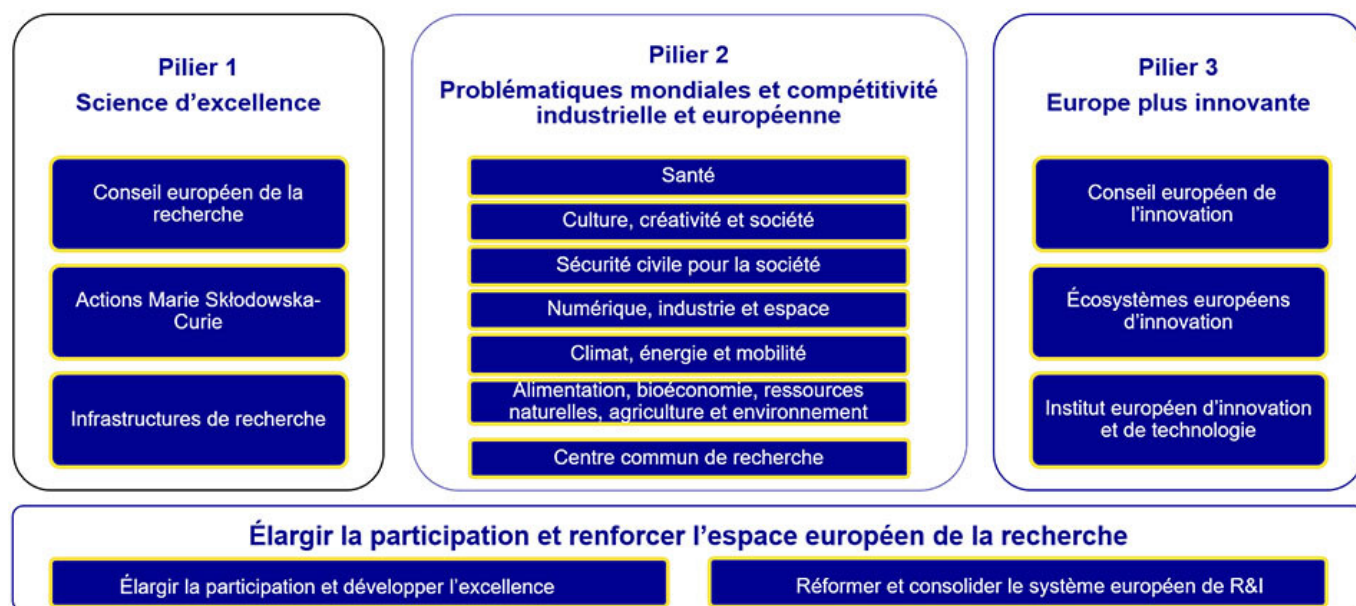 Pilier 1
Science d’excellence
Conseil européen de la
recherche
Actions Marie Skłodowska-
Curie
Infrastructures de recherche
Pilier 2
Problématiques mondiales et compétitivité
industrielle et européenne
Santé
Culture, créativité et société
Sécurité civile pour la société
Numérique, industrie et espace
Climat, énergie et mobilité
Alimentation, bioéconomie, ressources
naturelles, agriculture et environnement
Centre commun de recherche
Pilier 3
Europe plus innovante
Conseil européen de
l’innovation
Écosystèmes européens
d’innovation
Institut européen d’innovation
et de technologie
Élargir la participation et renforcer l’espace européen de la recherche
Élargir la participation et développer l’excellence
Réformer et consolider le système européen de R&I